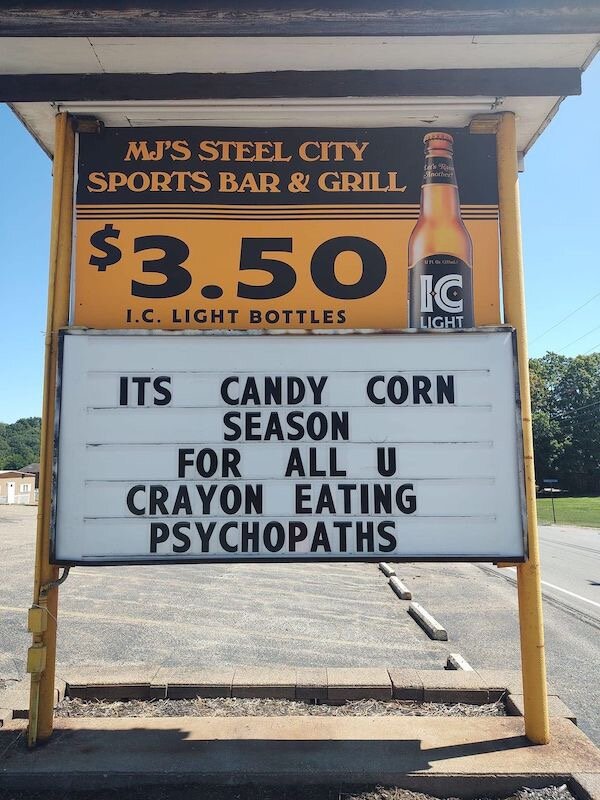 MJ'S STEEL CITY
SPORTS BAR & GRILL
$3.50
I.C. LIGHT BOTTLES
IC
LIGHT
ITS CANDY CORN
SEASON
FOR ALL U
CRAYON EATING
PSYCHOPATHS